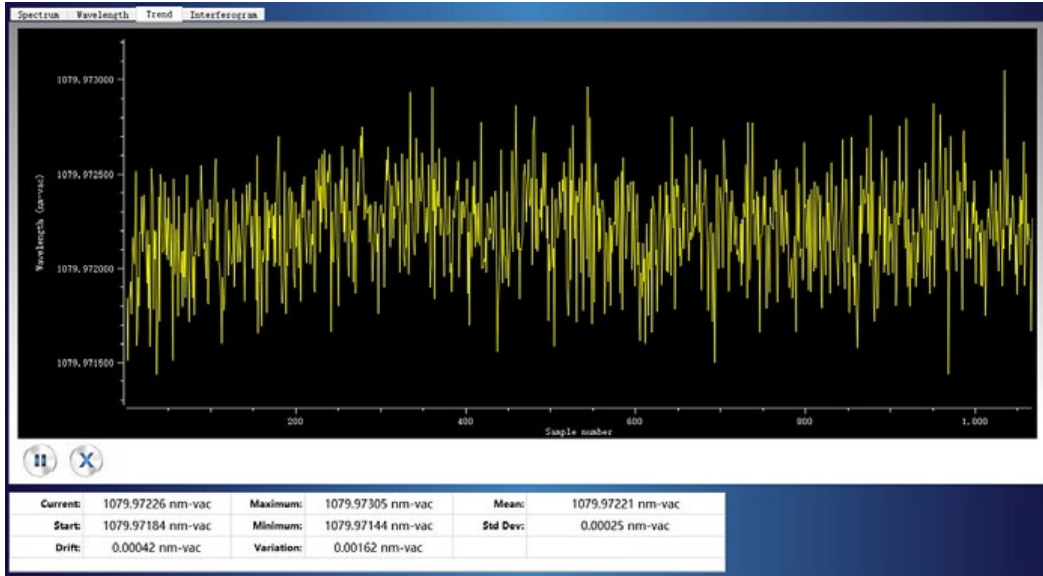 Spectrum Wavelength Trend Interferogram
1079.973000
1079.972500
1079.972000
1079.971500
Wavelength (nm-vac)
200 400 600 800 1,000
Sample number
Current: 1079.97226 nm-vac Maximum: 1079.97305 nm-vac Mean: 1079.97221 nm-vac
Start: 1079.97184 nm-vac Minimum: 1079.97144 nm-vac Std Dev: 0.00025 nm-vac
Drift: 0.00042 nm-vac Variation: 0.00162 nm-vac